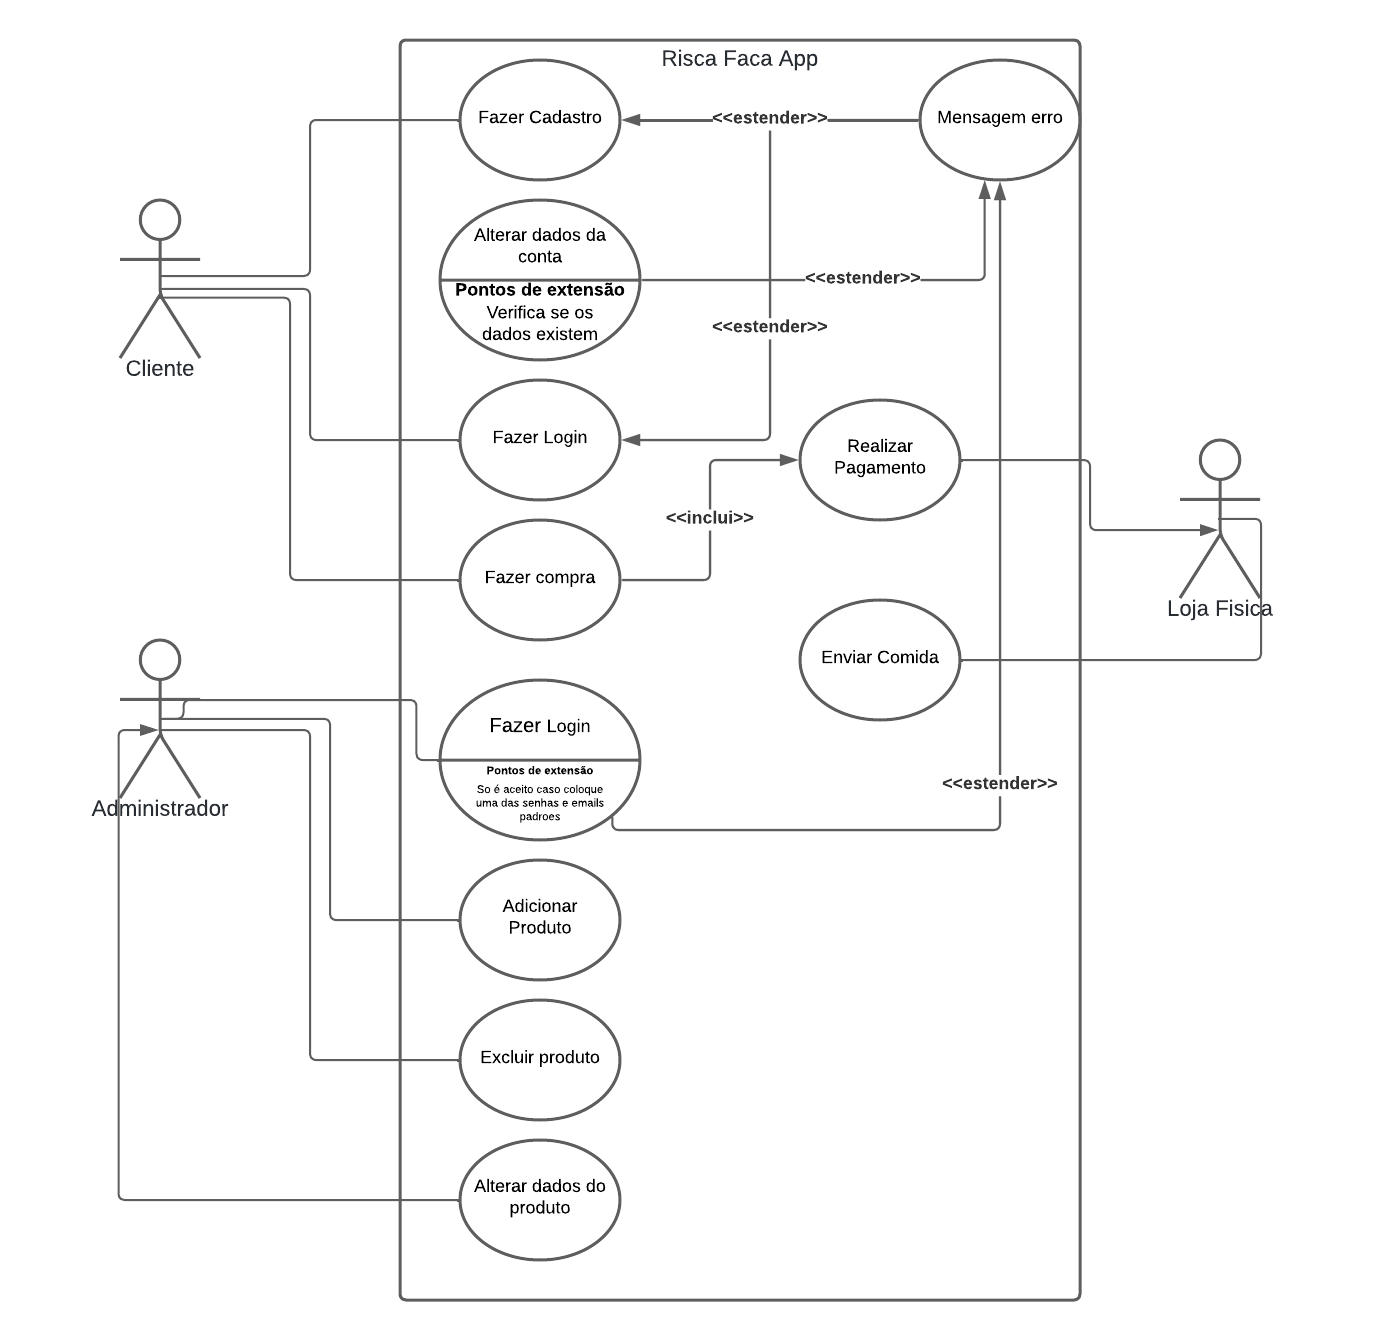 Risca Faca App
Fazer Cadastro
<<estender>>
Mensagem erro
Alterar dados da
conta
Pontos de extensão
Verifica se os
dados existem
<<estender>>
<<estender>>
Cliente
Fazer Login
Realizar
Pagamento
<<inclui>>
Fazer compra
Loja Fisica
Enviar Comida
Fazer Login
Pontos de extensão
So é aceito caso coloque
uma das senhas e emails
padroes
<<estender>>
Administrador
Adicionar
Produto
Excluir produto
Alterar dados do
produto